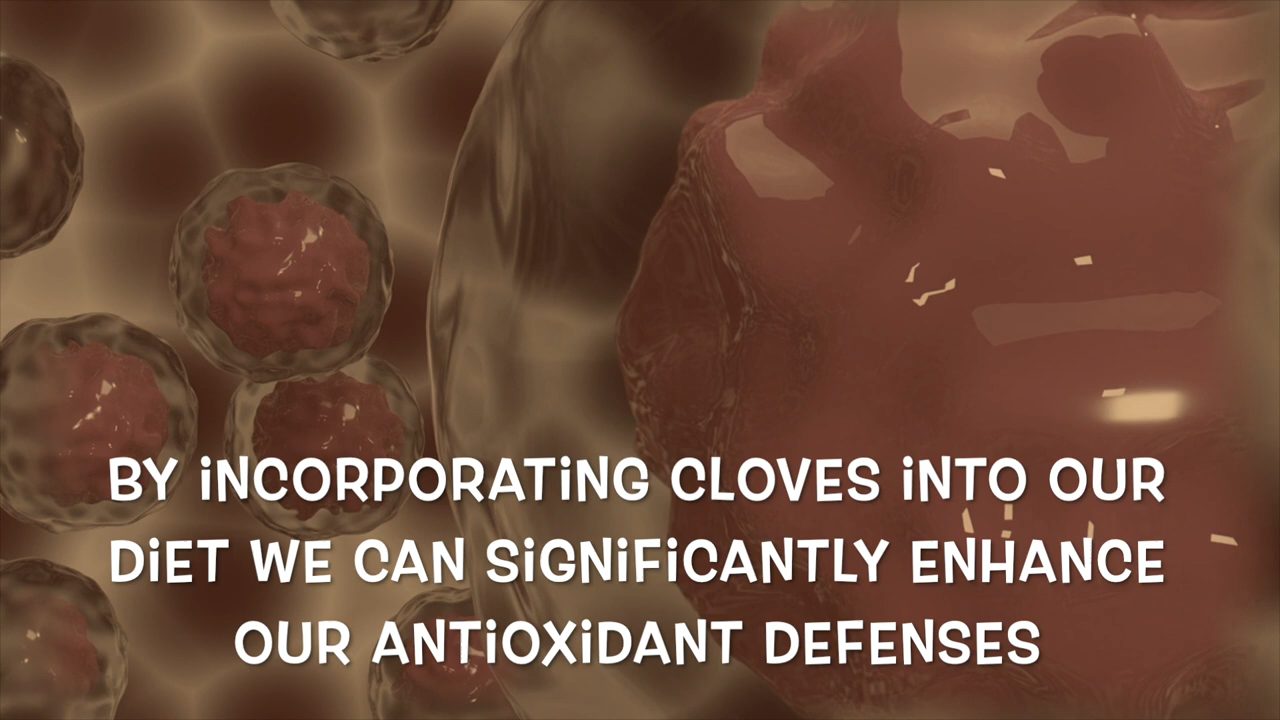 BY iNCORPORATiNG CLOVES iNTO OUR
DiET WE CAN SiGNiFiCANTLY ENHANCE
OUR ANTiOXiDANT DEFENSES